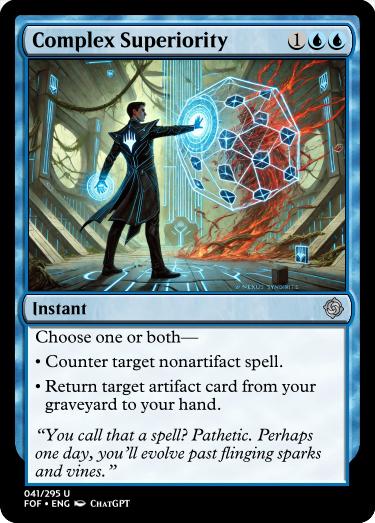 Complex Superiority 1
Instant
Choose one or both—
• Counter target nonartifact spell.
• Return target artifact card from your
graveyard to your hand.
“You call that a spell? Pathetic. Perhaps
one day, you’ll evolve past flinging sparks
and vines.”
041/295 U
FOF • ENG ChatGPT